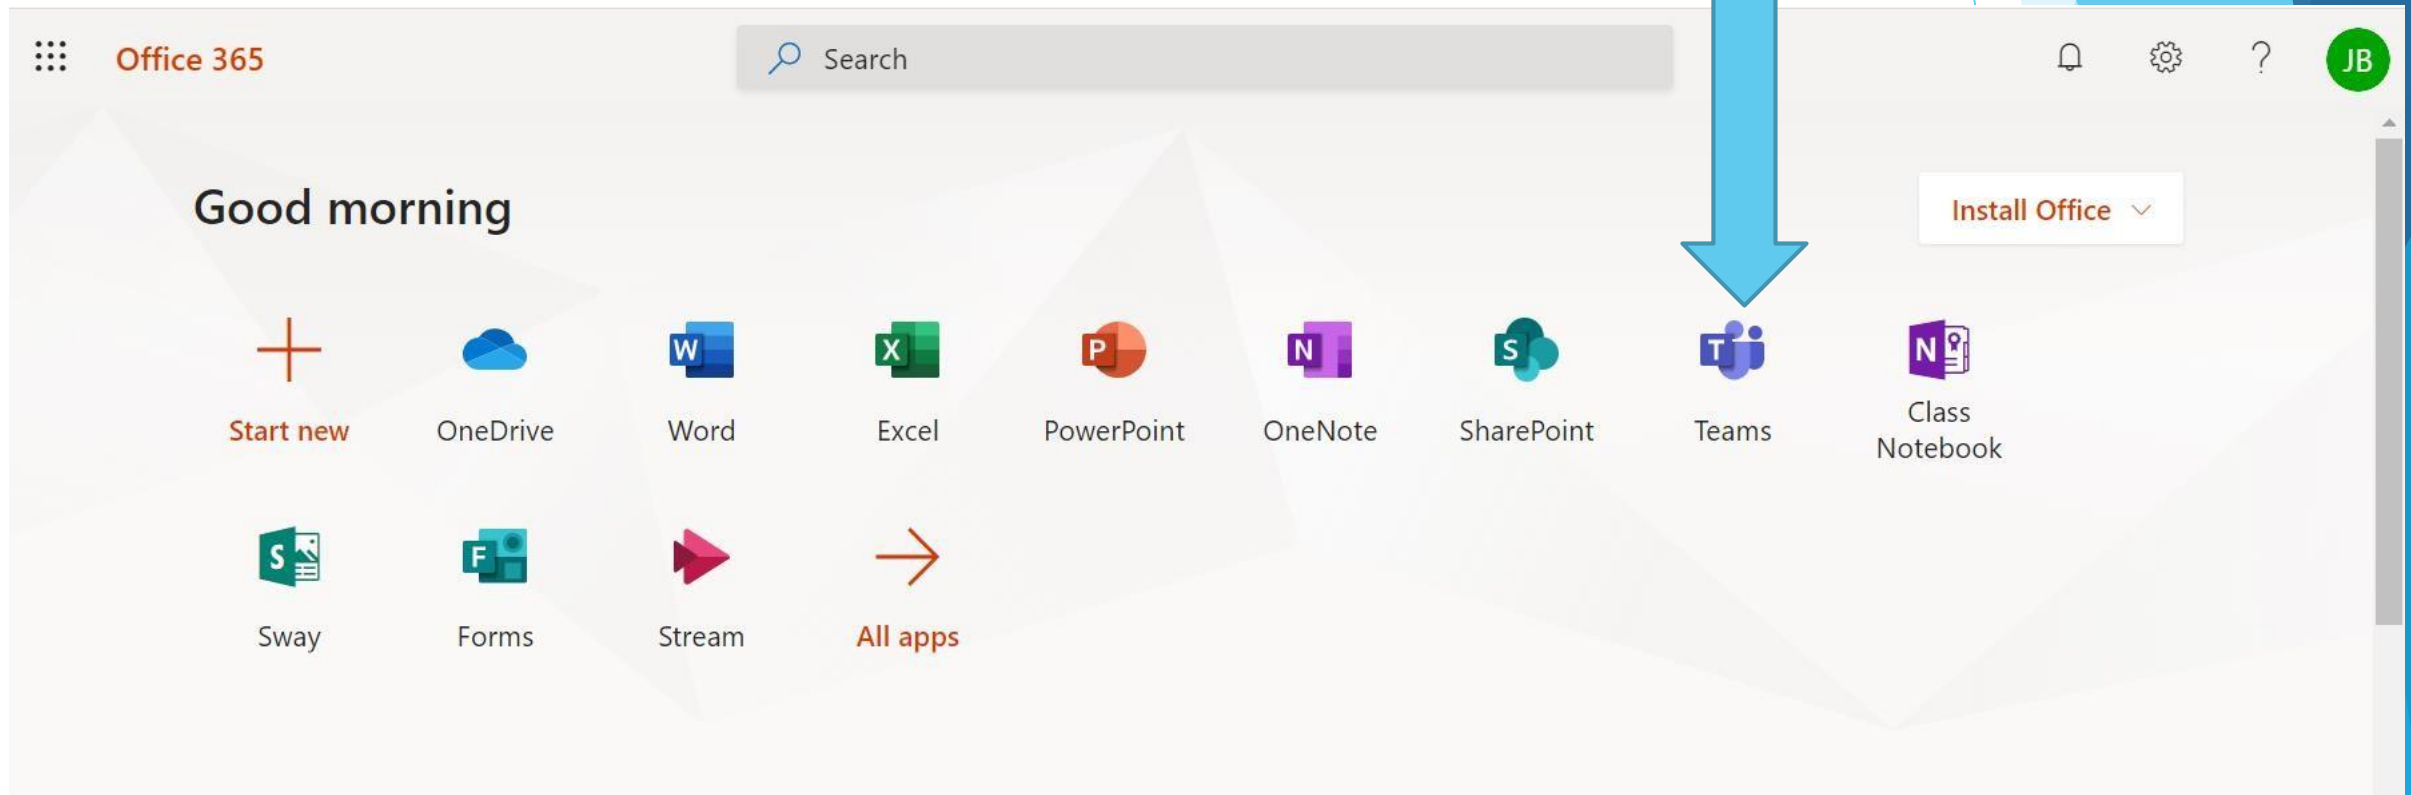 Office 365
Search
?
JB
Good morning
Install Office
W
X
P
N
S
T
N
Start new
OneDrive
Word
Excel
PowerPoint
OneNote
SharePoint
Teams
Class
Notebook
S
F
Sway
Forms
Stream
All apps